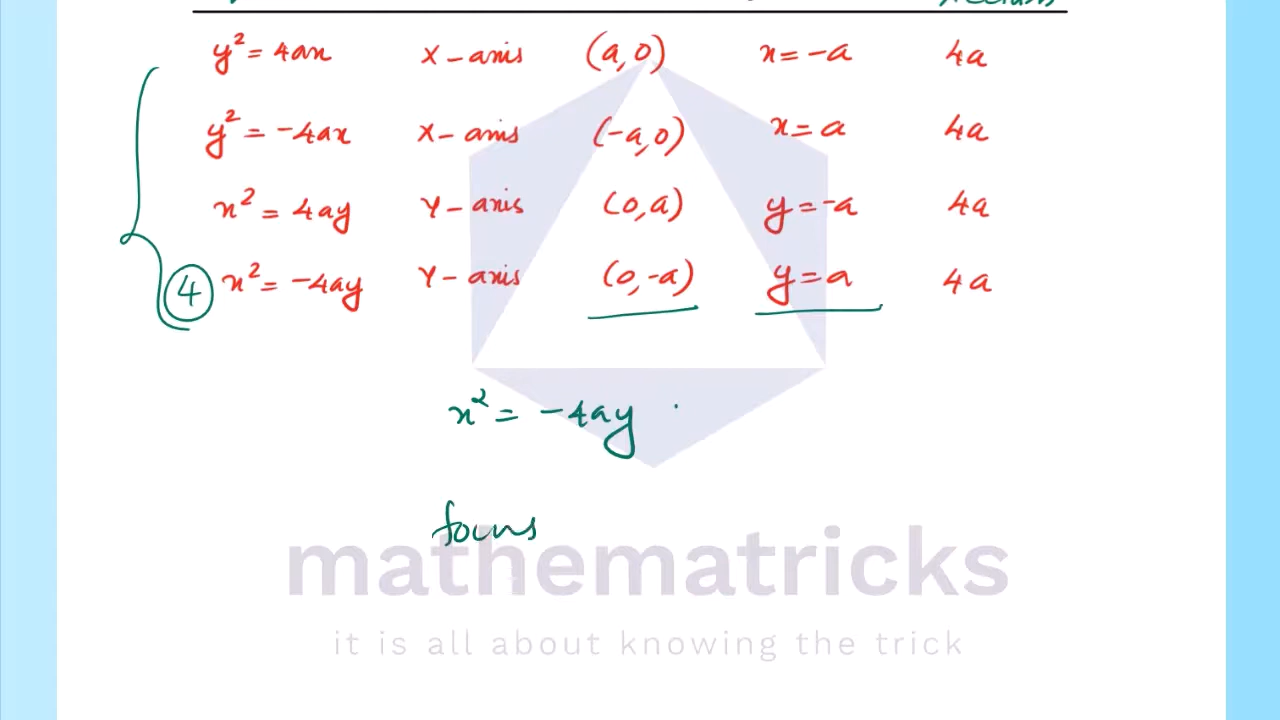 y² = 4ax x-axis (a,0) x=-a 4a
y² = -4ax x-axis (-a,0) x=a 4a
x² = 4ay Y-axis (0,a) y=-a 4a
④ x² = -4ay Y-axis (0,-a) y=a 4a
x² = -4ay
focus
mathematricks
it is all about knowing the trick